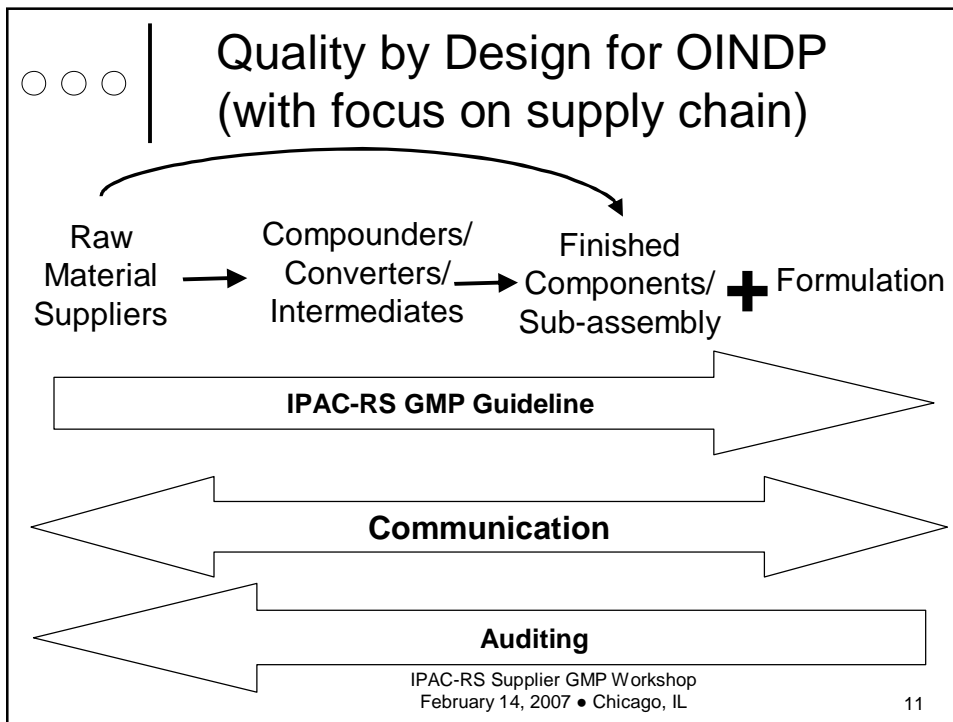 Quality by Design for OINDP
(with focus on supply chain)
Raw
Material
Suppliers
Compounders/
Converters/
Intermediates
Finished
Components/
Sub-assembly
+ Formulation
IPAC-RS GMP Guideline
Communication
Auditing
IPAC-RS Supplier GMP Workshop
February 14, 2007 ● Chicago, IL
11